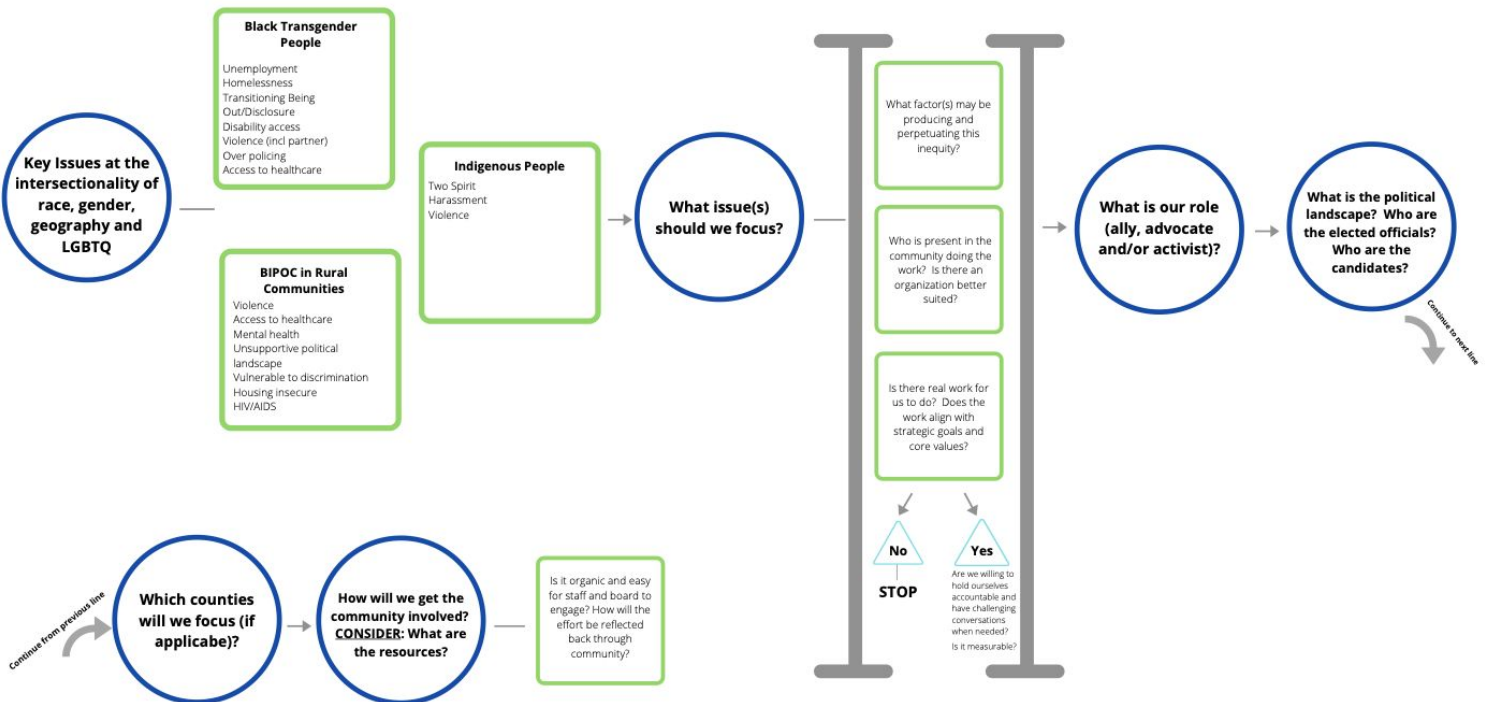 Key Issues at the
intersectionality of
race, gender,
geography and
LGBTQ
Black Transgender
People
Unemployment
Homelessness
Transitioning Being
Out/Disclosure
Disability access
Violence (incl partner)
Over policing
Access to healthcare
BIPOC in Rural
Communities
Violence
Access to healthcare
Mental health
Unsupportive political
landscape
Vulnerable to discrimination
Housing insecure
HIV/AIDS
Indigenous People
Two Spirit
Harassment
Violence
What issue(s)
should we focus?
What factor(s) may be
producing and
perpetuating this
inequity?
Who is present in the
community doing the
work? Is there an
organization better
suited?
Is there real work for
us to do? Does the
work align with
strategic goals and
core values?
No
STOP
Yes
Are we willing to
hold ourselves
accountable and
have challenging
conversations
when needed?
Is it measurable?
What is our role
(ally, advocate
and/or activist)?
What is the political
landscape? Who are
the elected officials?
Who are the
candidates?
Continue to next line
Continue from previous line
Which counties
will we focus (if
applicabe)?
How will we get the
community involved?
CONSIDER: What are
the resources?
Is it organic and easy
for staff and board to
engage? How will the
effort be reflected
back through
community?